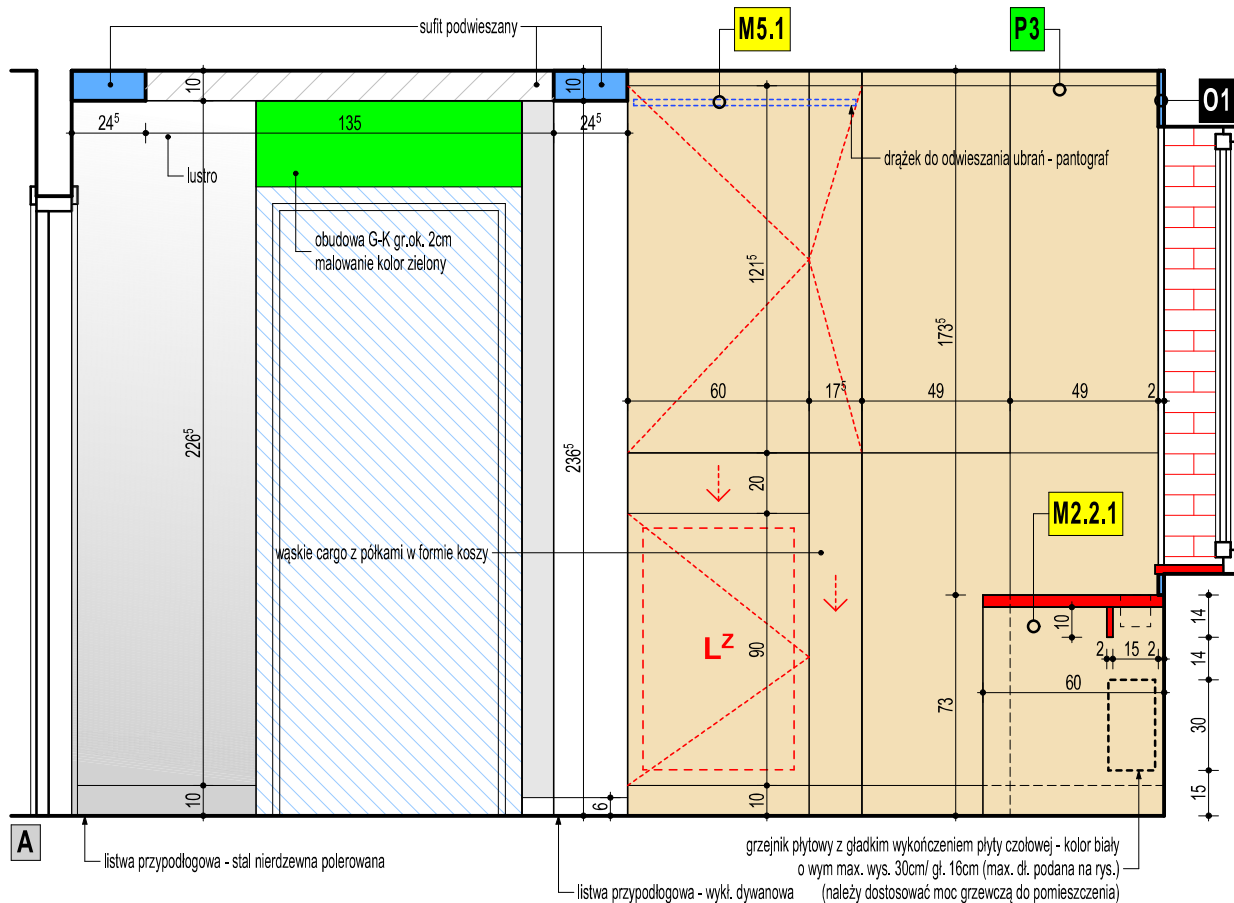 sufit podwieszany
M5.1
P3
O1
10
10
24⁵
135
24⁵
lustro
drążek do odwieszania ubrań - pantograf
obudowa G-K gr.ok. 2cm
malowanie kolor zielony
121⁵
173⁵
60
17⁵
49
49
2
226⁵
236⁵
20
M2.2.1
wąskie cargo z półkami w formie koszy
14
10
L^Z
90
2
15
2
14
60
73
30
10
6
10
15
A
listwa przypodłogowa - stal nierdzewna polerowana
grzejnik płytowy z gładkim wykończeniem płyty czołowej - kolor biały
o wym max. wys. 30cm/ gł. 16cm (max. dł. podana na rys.)
listwa przypodłogowa - wykł. dywanowa
(należy dostosować moc grzewczą do pomieszczenia)